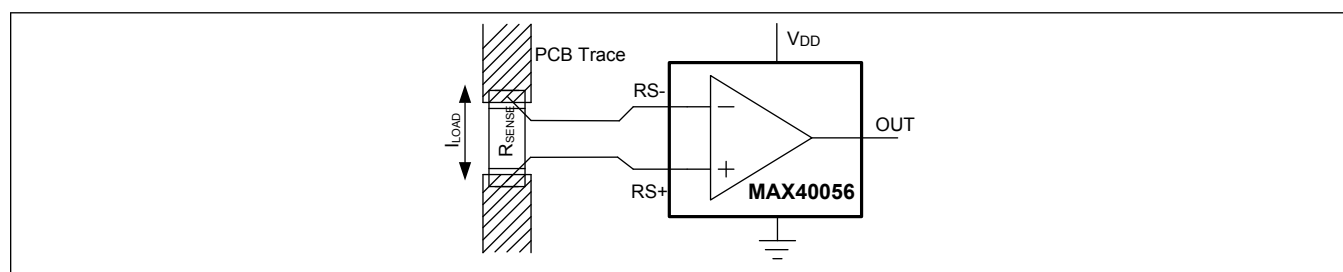 VDD
PCB Trace
RS-
ILOAD
RSENSE
−
OUT
+
RS+
MAX40056